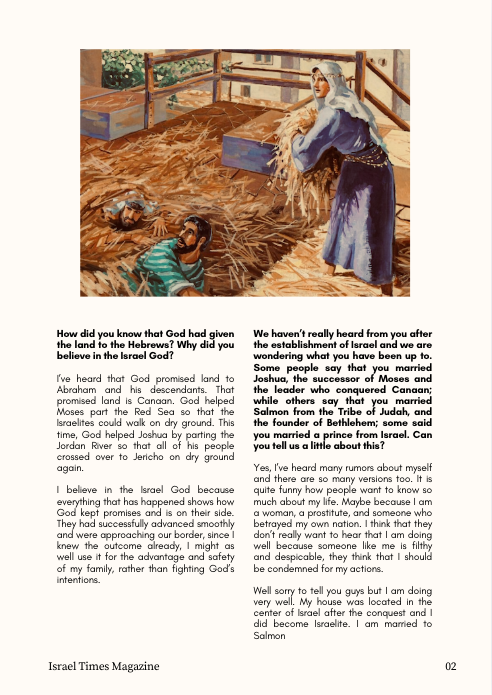 How did you know that God had given
the land to the Hebrews? Why did you
believe in the Israel God?
I've heard that God promised land to
Abraham and his descendants. That
promised land is Canaan. God helped
Moses part the Red Sea so that the
Israelites could walk on dry ground. This
time, God helped Joshua by parting the
Jordan River so that all of his people
crossed over to Jericho on dry ground
again.
I believe in the Israel God because
everything that has happened shows how
God kept promises and is on their side.
They had successfully advanced smoothly
and were approaching our border, since I
knew the outcome already, I might as
well use it for the advantage and safety
of my family, rather than fighting God's
intentions.
We haven't really heard from you after
the establishment of Israel and we are
wondering what you have been up to.
Some people say that you married
Joshua, the successor of Moses and
the leader who conquered Canaan;
while others say that you married
Salmon from the Tribe of Judah, and
the founder of Bethlehem; some said
you married a prince from Israel. Can
you tell us a little about this?
Yes, I've heard many rumors about myself
and there are so many versions too. It is
quite funny how people want to know so
much about my life. Maybe because I am
a woman, a prostitute, and someone who
betrayed my own nation. I think that they
don't really want to hear that I am doing
well because someone like me is filthy
and despicable, they think that I should
be condemned for my actions.
Well sorry to tell you guys but I am doing
very well. My house was located in the
center of Israel after the conquest and I
did become Israelite. I am married to
Salmon
Israel Times Magazine
02